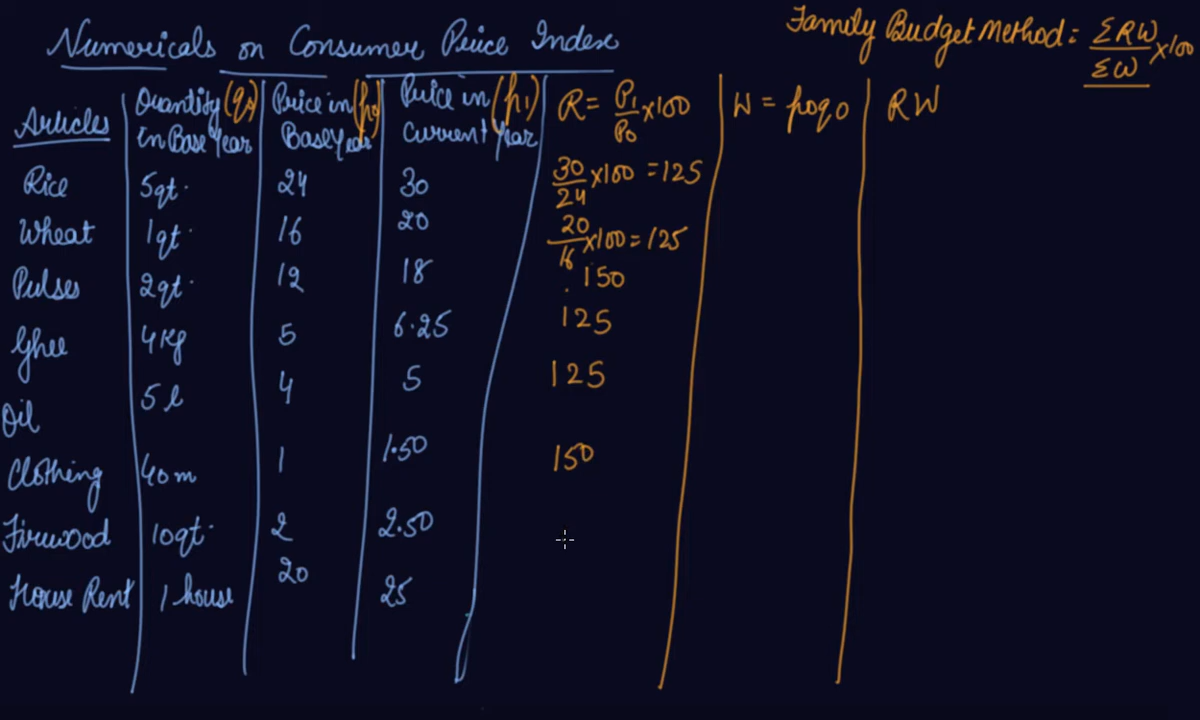 Numericals on Consumer Price Index
Family Budget Method = ΣRW/ΣW × 100
Articles | Quantity (q0) In Base Year | Price in (p0) Base Year | Price in (p1) Current Year | R = P1/P0 × 100 | W = p0q0 | RW
Rice | 5qt. | 24 | 30 | 30/24 × 100 = 125
Wheat | 1qt. | 16 | 20 | 20/16 × 100 = 125
Pulses | 2qt. | 12 | 18 | 150
Ghee | 4Kg | 5 | 6.25 | 125
Oil | 5 l | 4 | 5 | 125
Clothing | 40m | 1 | 1.50 | 150
Firwood | 10qt. | 2 | 2.50
House Rent | 1 house | 20 | 25